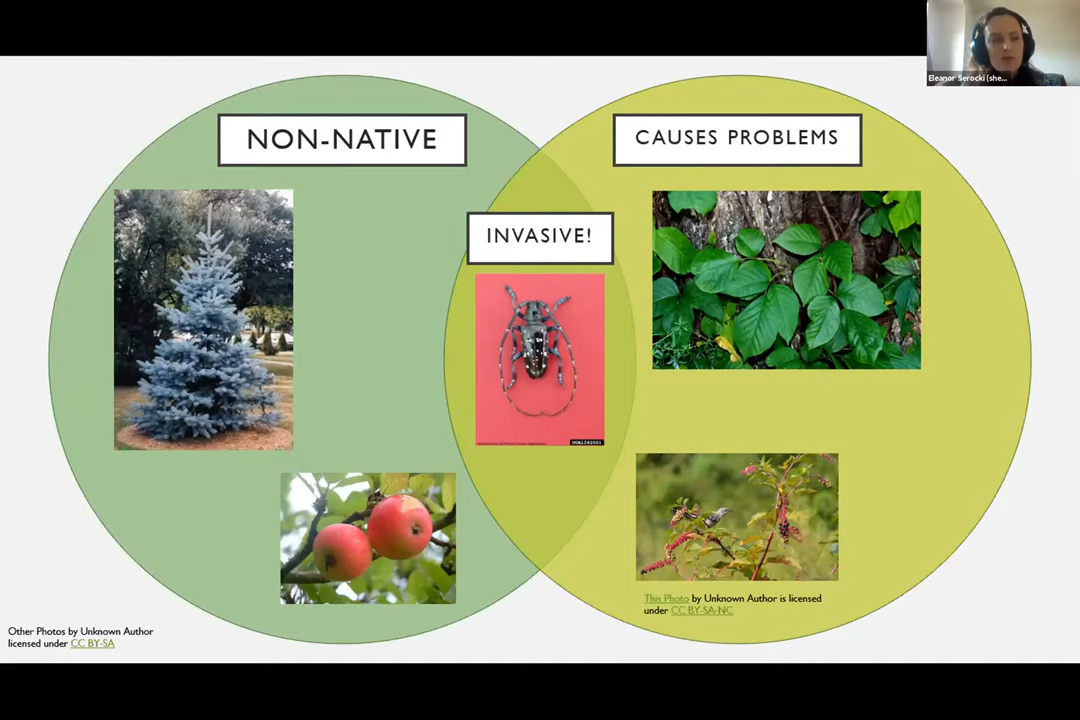 Eleanor Serocki (she...
NON-NATIVE
CAUSES PROBLEMS
INVASIVE!
UGA1262001
This Photo by Unknown Author is licensed
under CC BY-SA-NC
Other Photos by Unknown Author
licensed under CC BY-SA